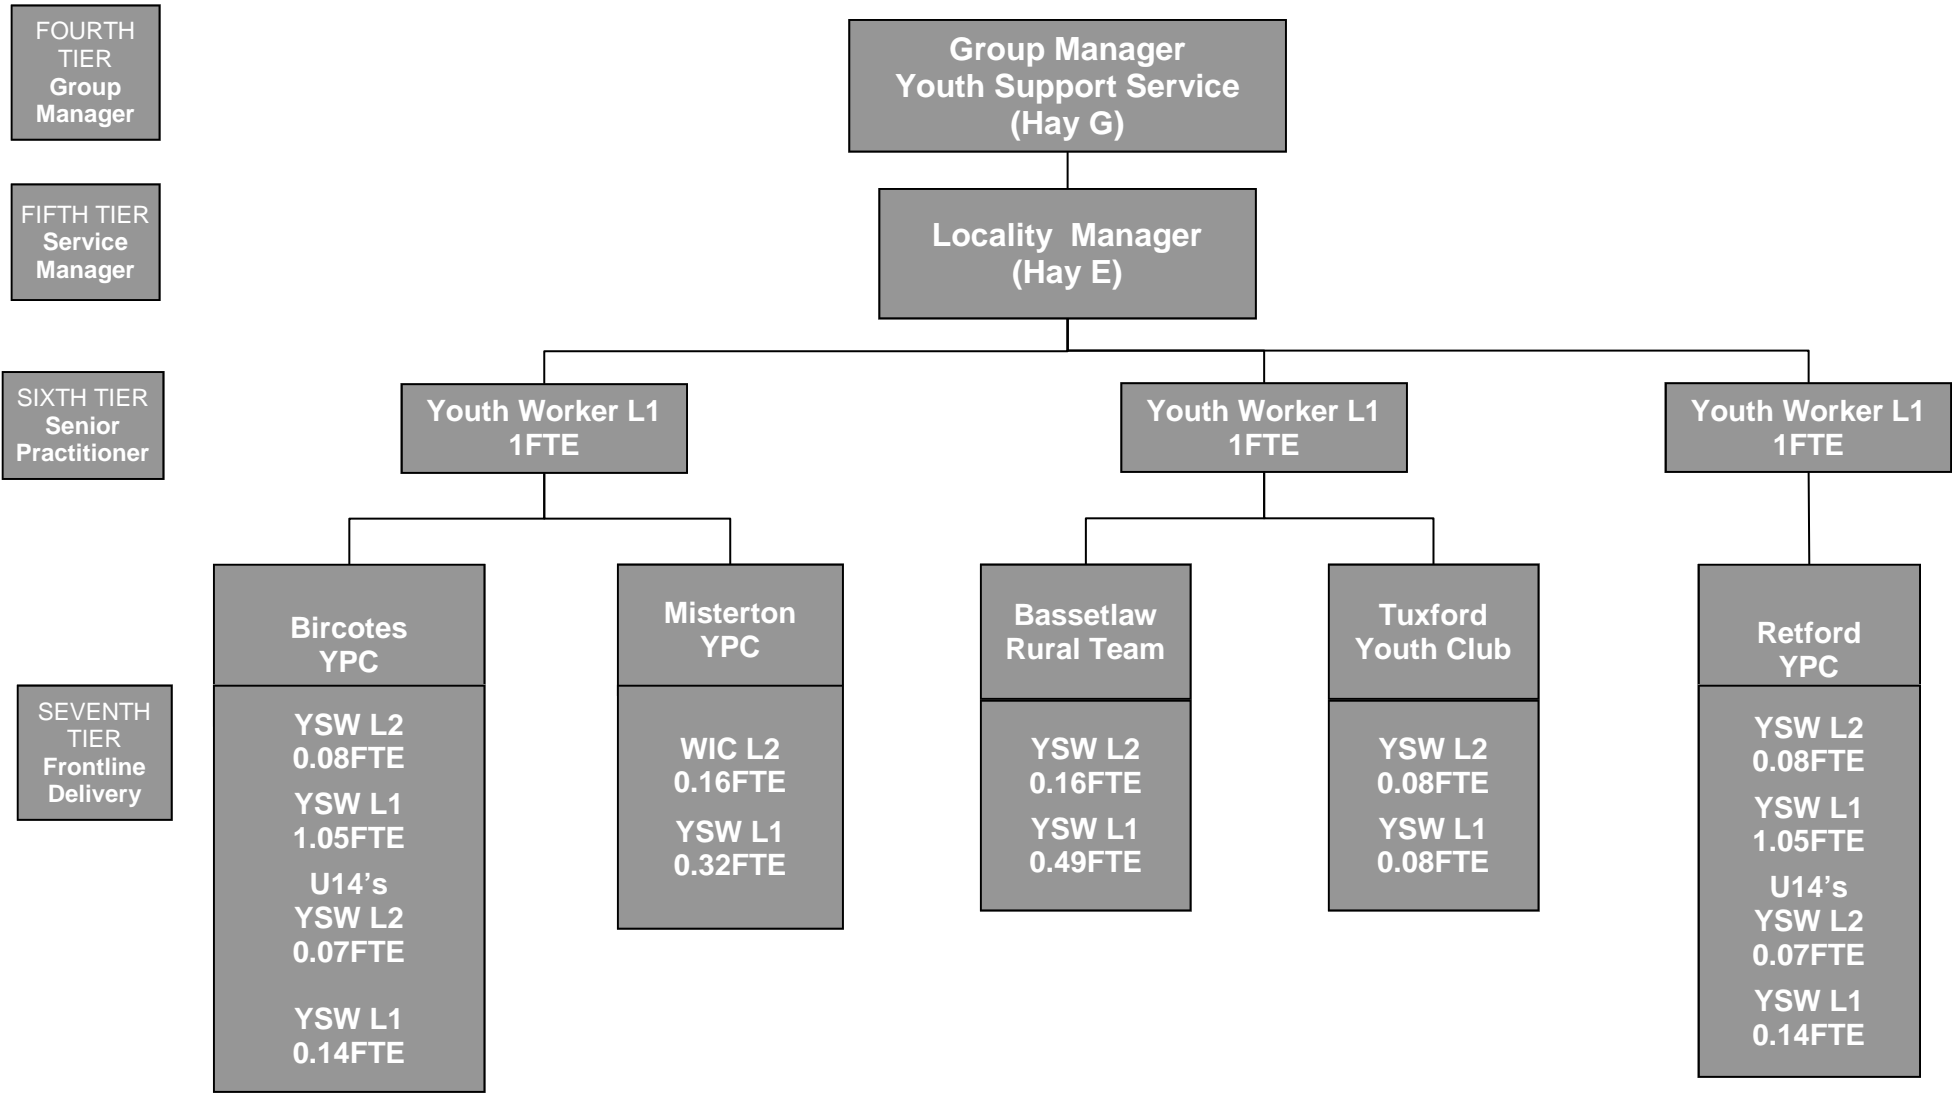 FOURTH
TIER
Group
Manager
Group Manager
Youth Support Service
(Hay G)
FIFTH TIER
Service
Manager
Locality  Manager
(Hay E)
SIXTH TIER
Senior
Practitioner
Youth Worker L1
1FTE
Youth Worker L1
1FTE
Youth Worker L1
1FTE
SEVENTH
TIER
Frontline
Delivery
Bircotes
YPC
YSW L2
0.08FTE
YSW L1
1.05FTE
U14’s
YSW L2
0.07FTE
YSW L1
0.14FTE
Misterton
YPC
WIC L2
0.16FTE
YSW L1
0.32FTE
Bassetlaw
Rural Team
YSW L2
0.16FTE
YSW L1
0.49FTE
Tuxford
Youth Club
YSW L2
0.08FTE
YSW L1
0.08FTE
Retford
YPC
YSW L2
0.08FTE
YSW L1
1.05FTE
U14’s
YSW L2
0.07FTE
YSW L1
0.14FTE